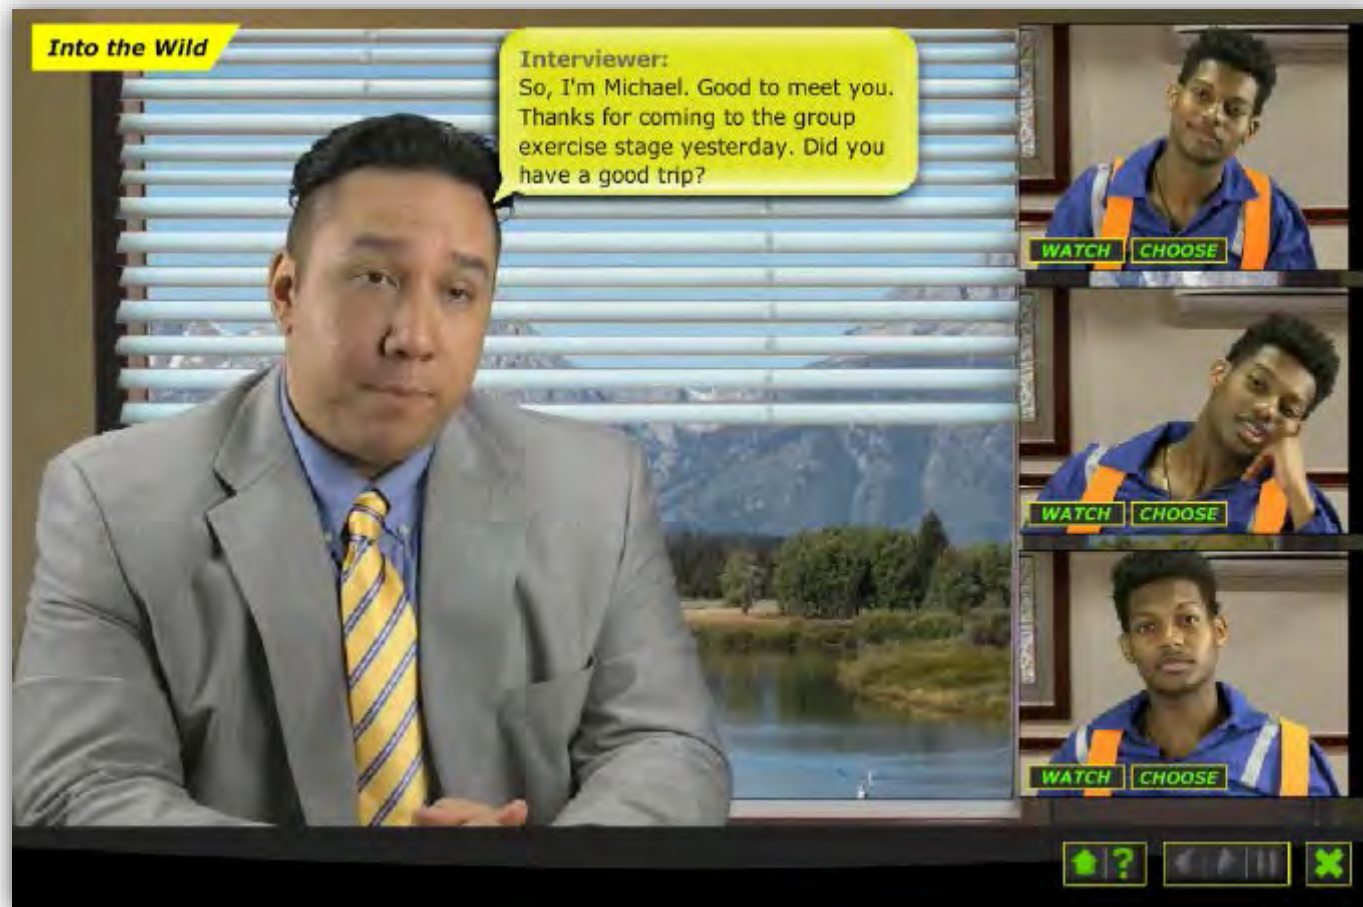 Into the Wild
Interviewer:
So, I'm Michael. Good to meet you.
Thanks for coming to the group
exercise stage yesterday. Did you
have a good trip?
WATCH CHOOSE
WATCH CHOOSE
WATCH CHOOSE
?